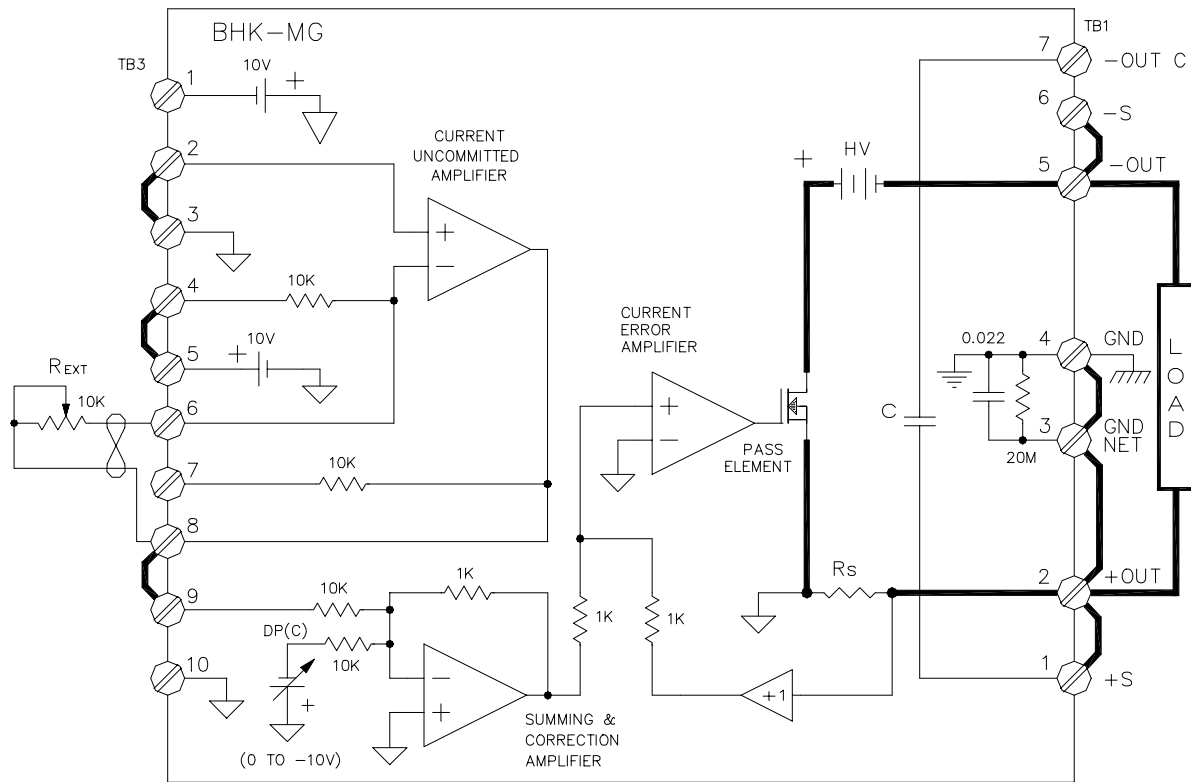 BHK-MG
TB3
TB1
1
10V
+
2
3
4
10K
5
+
10V
6
REXT
10K
7
10K
8
9
10K
DP(C)
10K
10
+
(0 TO -10V)
CURRENT
UNCOMMITTED
AMPLIFIER
+
−
1K
−
+
SUMMING &
CORRECTION
AMPLIFIER
CURRENT
ERROR
AMPLIFIER
+
−
1K
1K
+1
PASS
ELEMENT
+
HV
Rs
C
0.022
20M
7
-OUT C
6
-S
5
-OUT
4
GND
3
GND
NET
2
+OUT
1
+S
LOAD